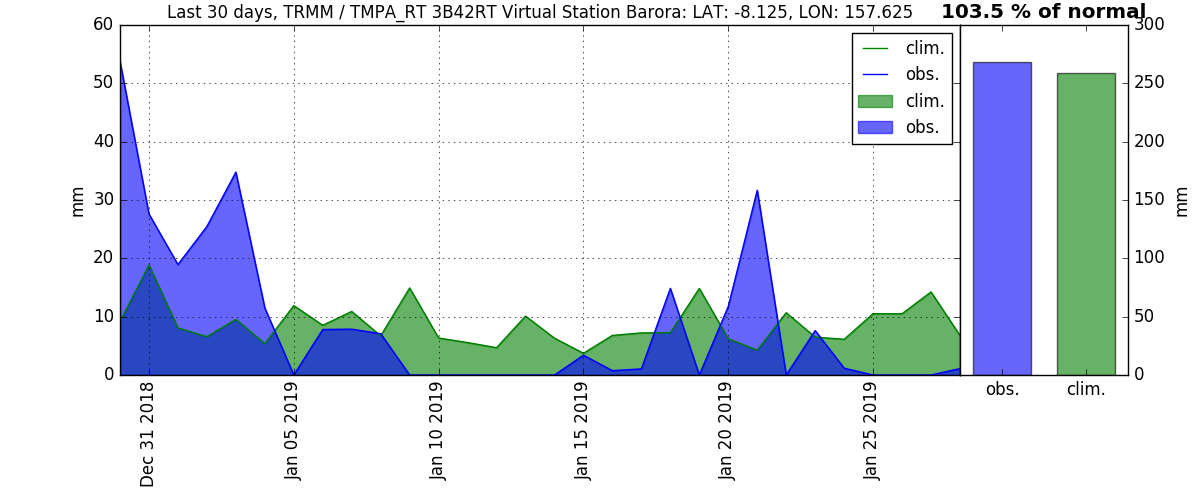 Last 30 days, TRMM / TMPA_RT 3B42RT Virtual Station Barora: LAT: -8.125, LON: 157.625
103.5 % of normal
60
50
40
30
20
10
0
mm
clim.
obs.
clim.
obs.
Dec 31 2018
Jan 05 2019
Jan 10 2019
Jan 15 2019
Jan 20 2019
Jan 25 2019
300
250
200
150
100
50
0
mm
obs.
clim.